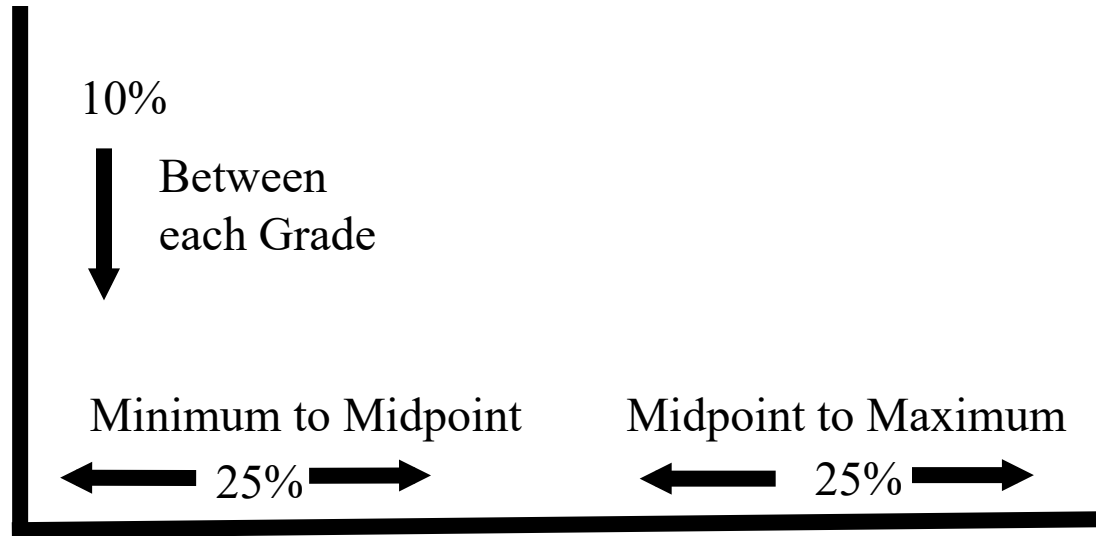 10%
Between
each Grade
Minimum to Midpoint
Midpoint to Maximum
25%
25%